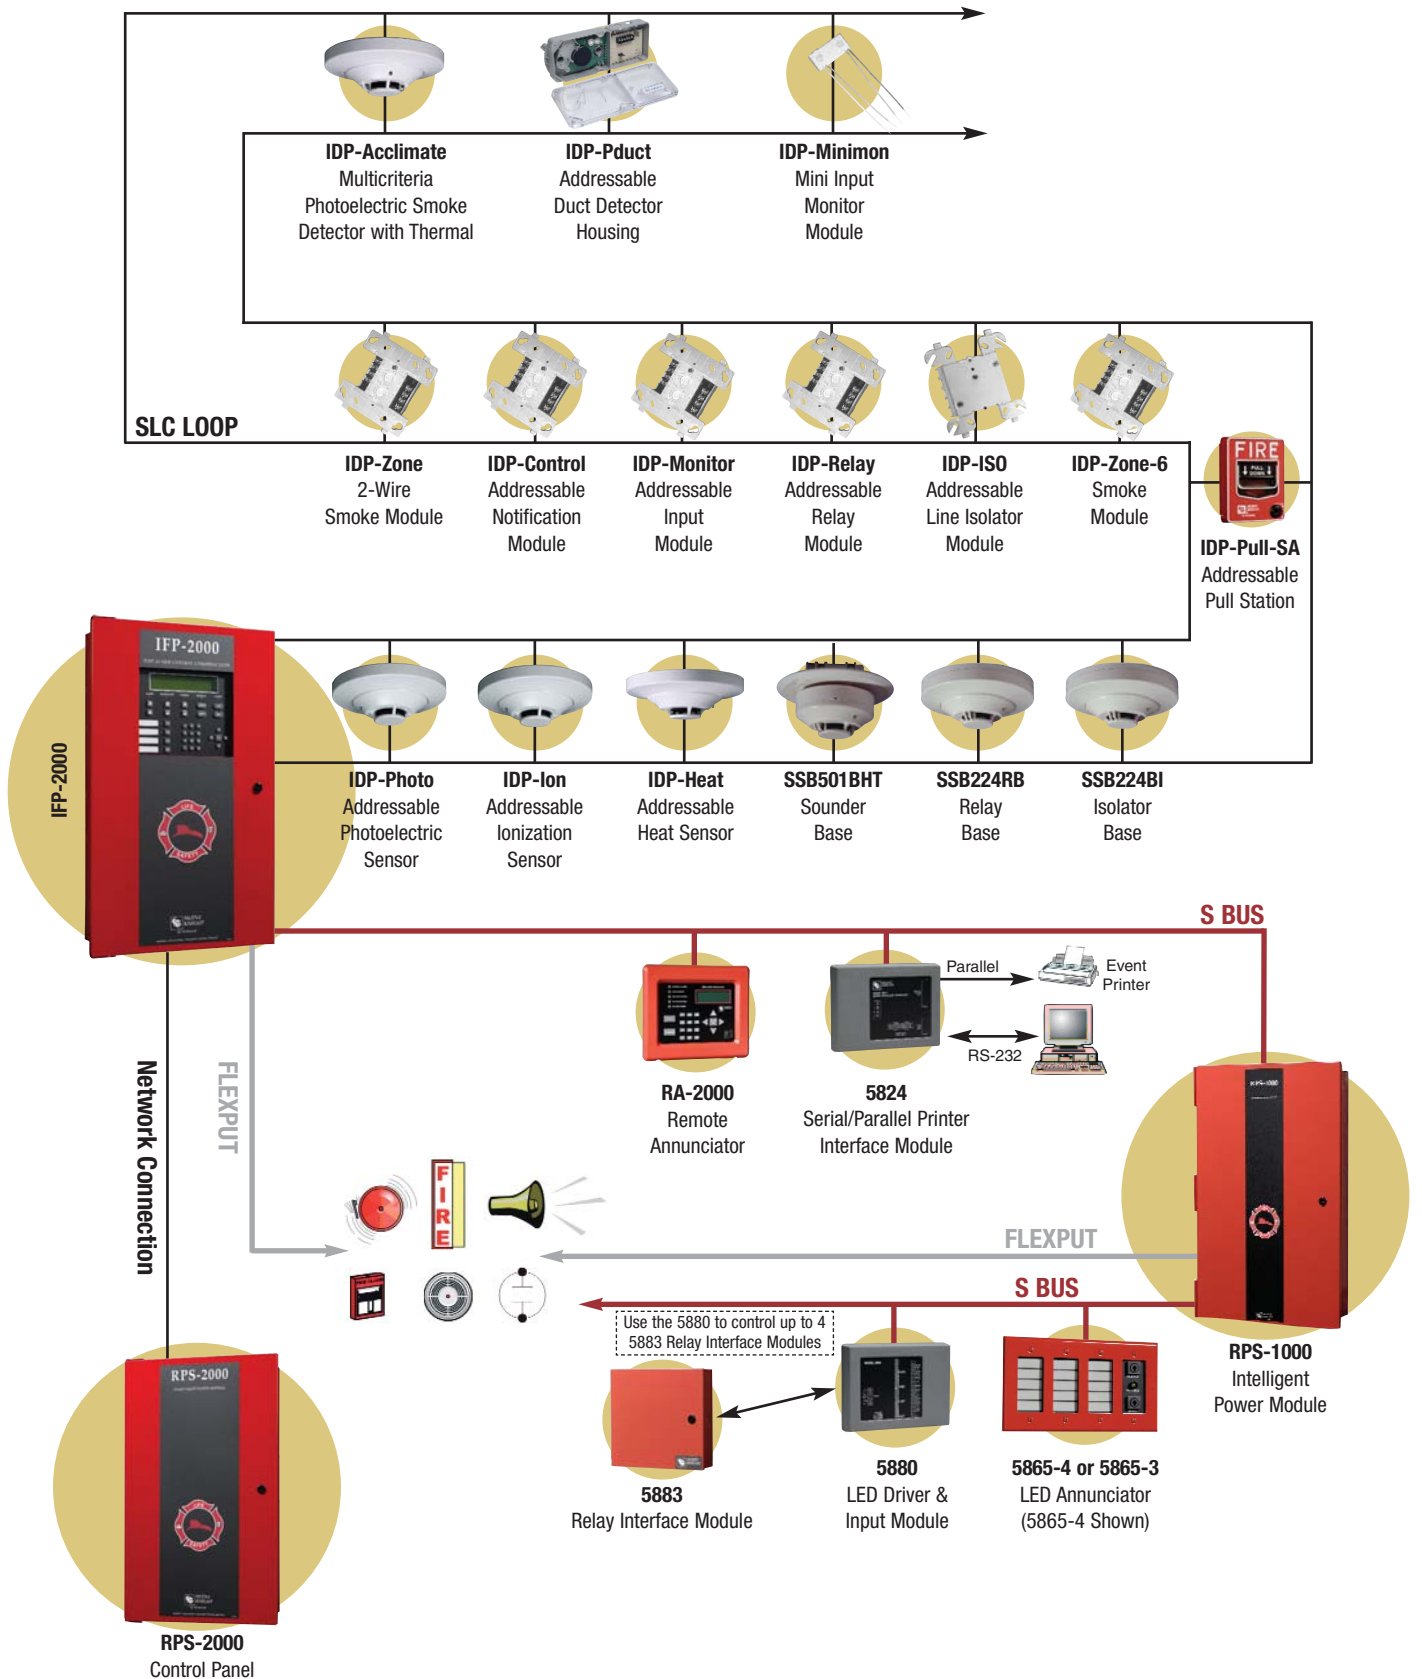 IDP-Acclimate
Multicriteria
Photoelectric Smoke
Detector with Thermal
IDP-Pduct
Addressable
Duct Detector
Housing
IDP-Minimon
Mini Input
Monitor
Module
SLC LOOP
IDP-Zone
2-Wire
Smoke Module
IDP-Control
Addressable
Notification
Module
IDP-Monitor
Addressable
Input
Module
IDP-Relay
Addressable
Relay
Module
IDP-ISO
Addressable
Line Isolator
Module
IDP-Zone-6
Smoke
Module
FIRE
PULL
DOWN
IDP-Pull-SA
Addressable
Pull Station
IFP-2000
IFP-2000
LIFE
SAFETY
IDP-Photo
Addressable
Photoelectric
Sensor
IDP-Ion
Addressable
Ionization
Sensor
IDP-Heat
Addressable
Heat Sensor
SSB501BHT
Sounder
Base
SSB224RB
Relay
Base
SSB224BI
Isolator
Base
S BUS
RA-2000
Remote
Annunciator
5824
Serial/Parallel Printer
Interface Module
Parallel
Event
Printer
RS-232
Network Connection
FLEXPUT
FIRE
FLEXPUT
S BUS
Use the 5880 to control up to 4
5883 Relay Interface Modules
RPS-1000
RPS-1000
Intelligent
Power Module
5883
Relay Interface Module
5880
LED Driver &
Input Module
5865-4 or 5865-3
LED Annunciator
(5865-4 Shown)
RPS-2000
RPS-2000
Control Panel